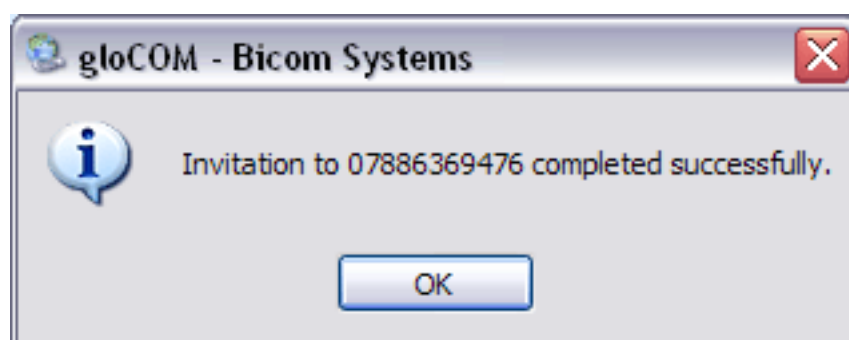 gloCOM - Bicom Systems
Invitation to 07886369476 completed successfully.
OK